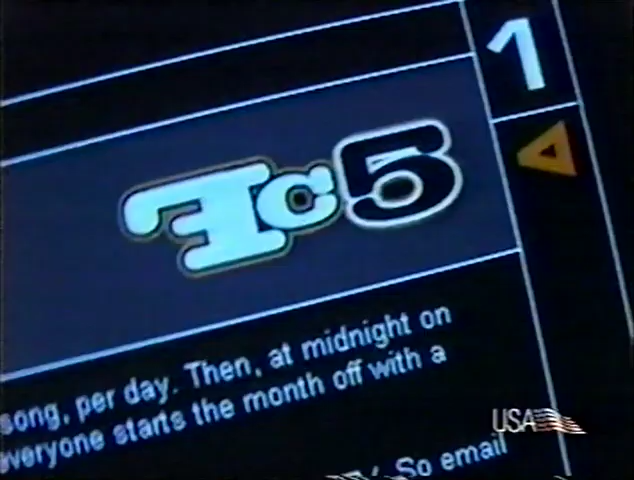 1
Tc5
song, per day. Then, at midnight on
everyone starts the month off with a
So email
USA